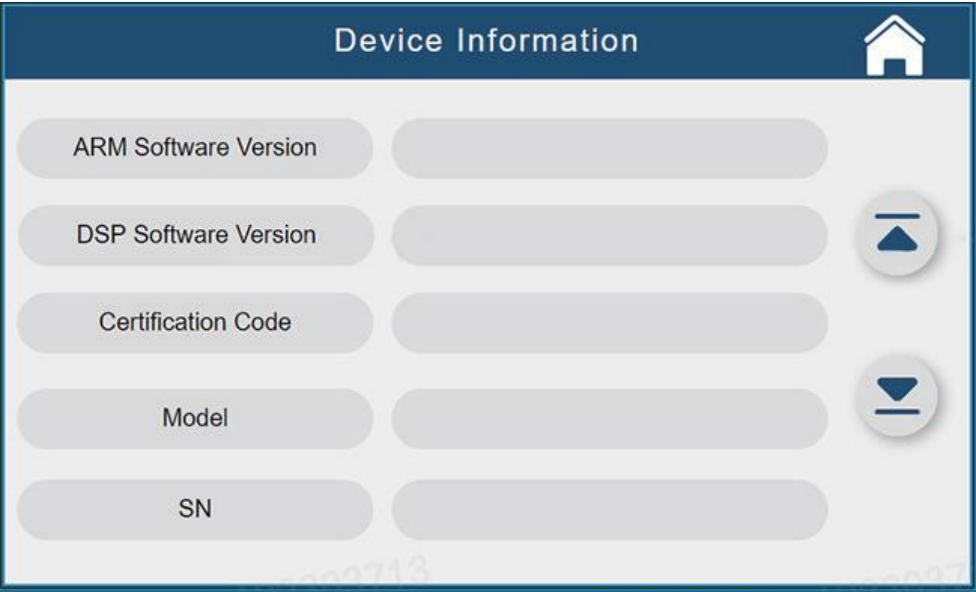 Device Information
ARM Software Version
DSP Software Version
Certification Code
Model
SN